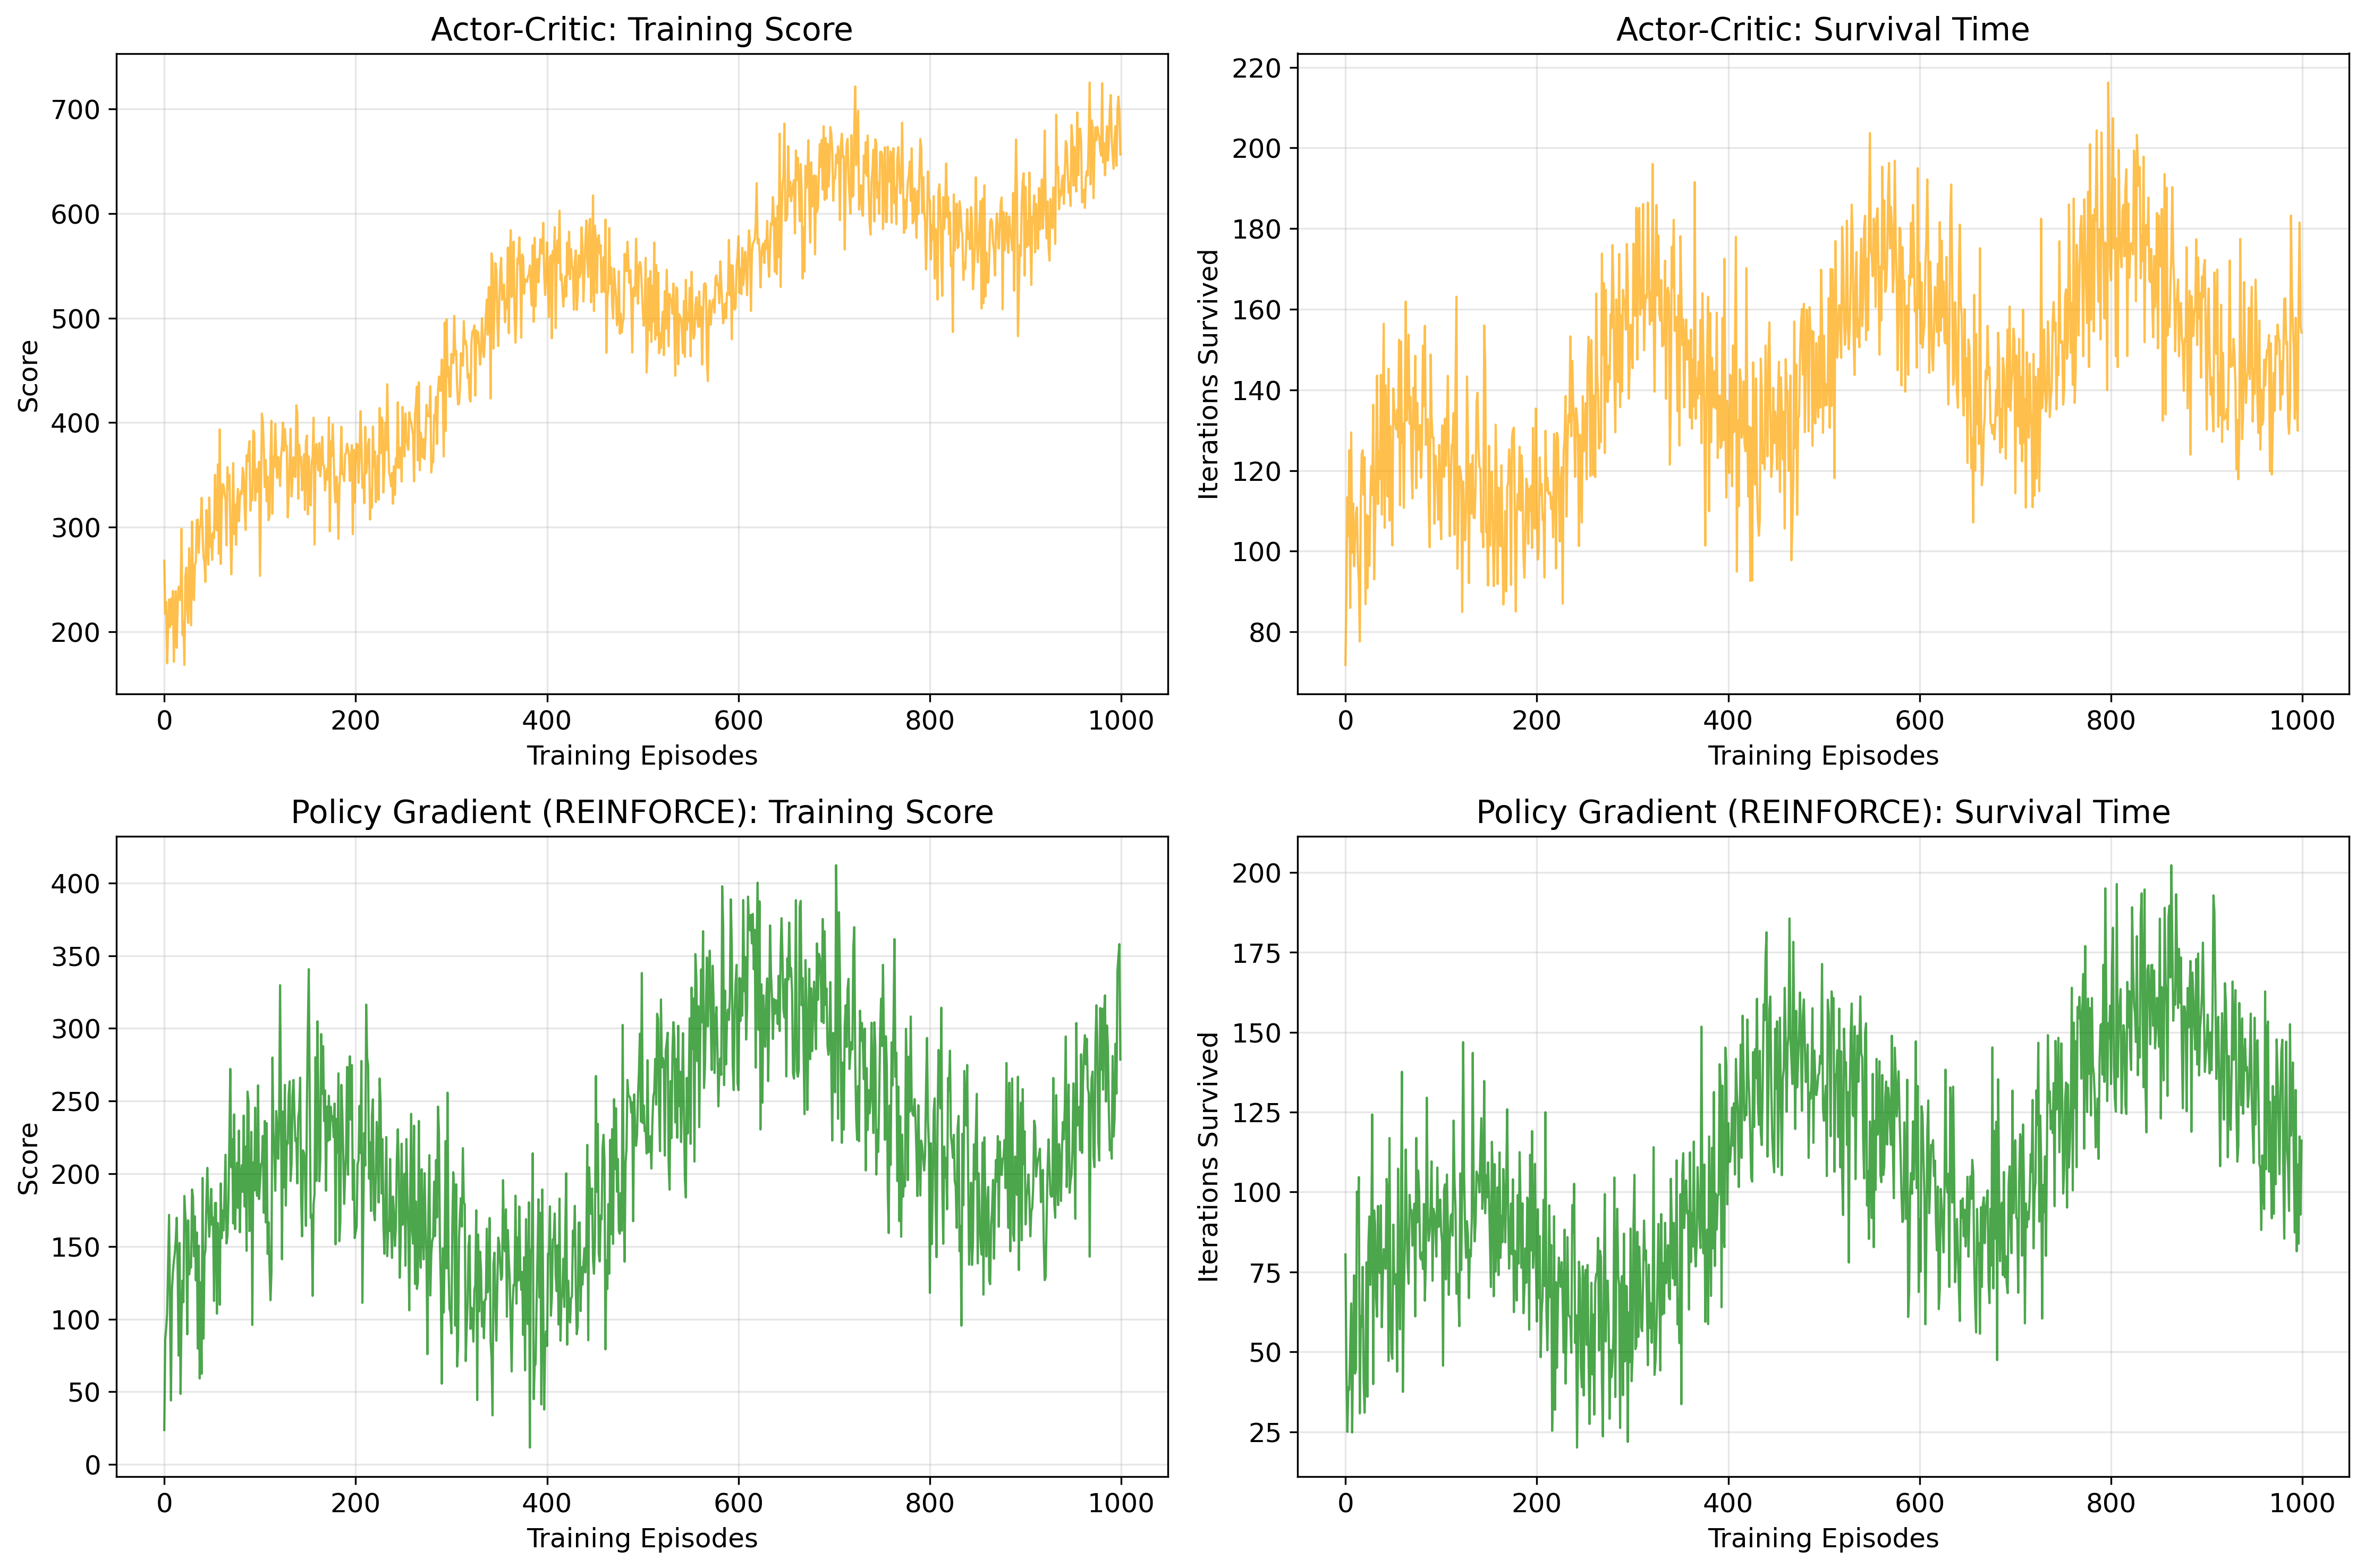 Actor-Critic: Training Score
Score
700
600
500
400
300
200
0 200 400 600 800 1000
Training Episodes
Actor-Critic: Survival Time
Iterations Survived
220
200
180
160
140
120
100
80
0 200 400 600 800 1000
Training Episodes
Policy Gradient (REINFORCE): Training Score
Score
400
350
300
250
200
150
100
50
0
0 200 400 600 800 1000
Training Episodes
Policy Gradient (REINFORCE): Survival Time
Iterations Survived
200
175
150
125
100
75
50
25
0 200 400 600 800 1000
Training Episodes